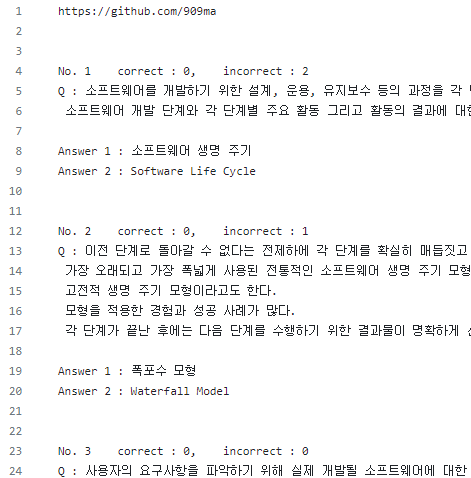 1 https://github.com/909ma
2
3
4 No. 1 correct : 0, incorrect : 2
5 Q : 소프트웨어를 개발하기 위한 설계, 운용, 유지보수 등의 과정을 각
6 소프트웨어 개발 단계와 각 단계별 주요 활동 그리고 활동의 결과에 대한
7
8 Answer 1 : 소프트웨어 생명 주기
9 Answer 2 : Software Life Cycle
10
11
12 No. 2 correct : 0, incorrect : 1
13 Q : 이전 단계로 돌아갈 수 없다는 전제하에 각 단계를 확실히 매듭짓고
14 가장 오래되고 가장 폭넓게 사용된 전통적인 소프트웨어 생명 주기 모형
15 고전적 생명 주기 모형이라고도 한다.
16 모형을 적용한 경험과 성공 사례가 많다.
17 각 단계가 끝난 후에는 다음 단계를 수행하기 위한 결과물이 명확하게
18
19 Answer 1 : 폭포수 모형
20 Answer 2 : Waterfall Model
21
22
23 No. 3 correct : 0, incorrect : 0
24 Q : 사용자의 요구사항을 파악하기 위해 실제 개발될 소프트웨어에 대한